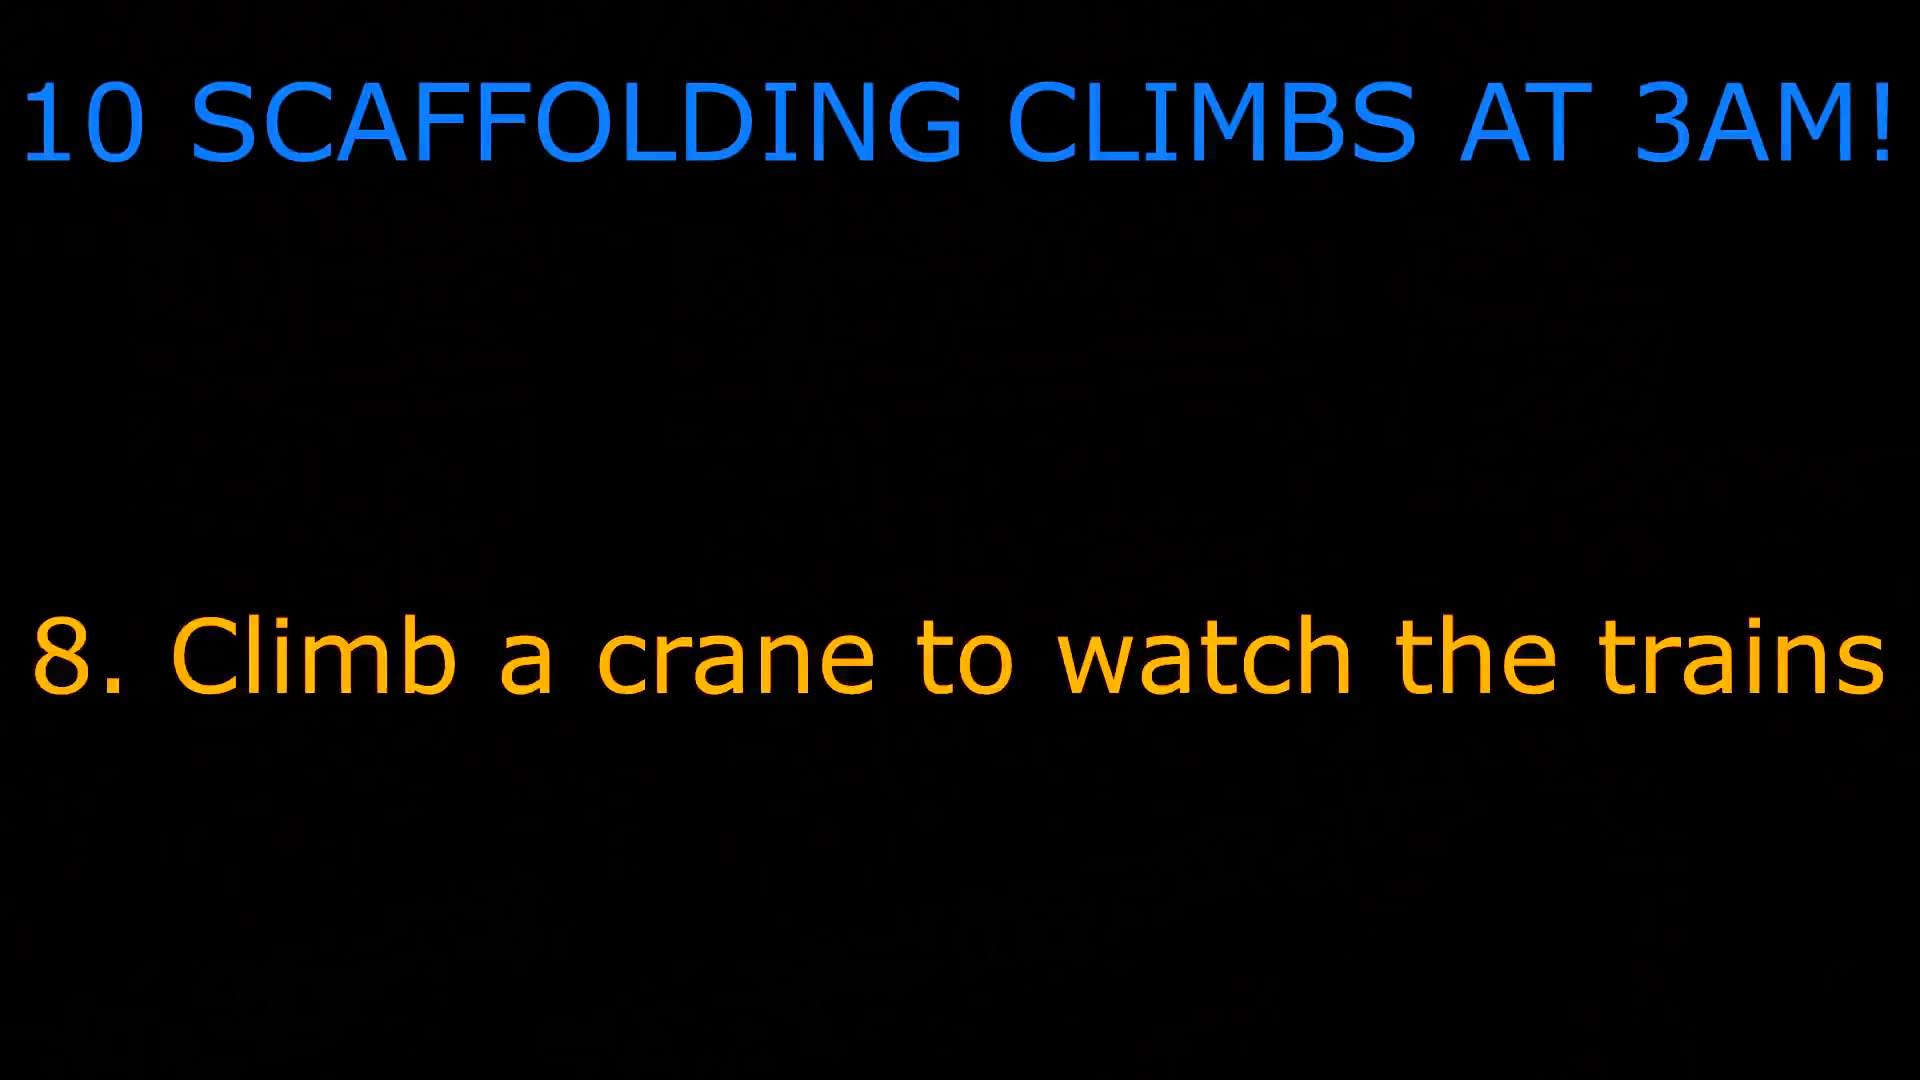 10 SCAFFOLDING CLIMBS AT 3AM!
8. Climb a crane to watch the trains